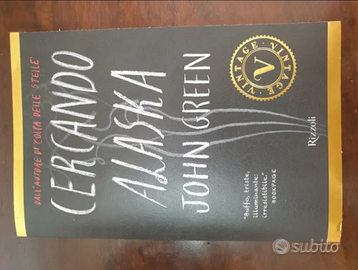 DALL'AUTORE DI "COLPA DELLE STELLE"
CERCANDO
ALASKA
JOHN GREEN
VINTAGE
V
VINTAGE
Rizzoli
"Buffo, triste,
illuminante:
irresistibile."
BOOKPAGE
subito